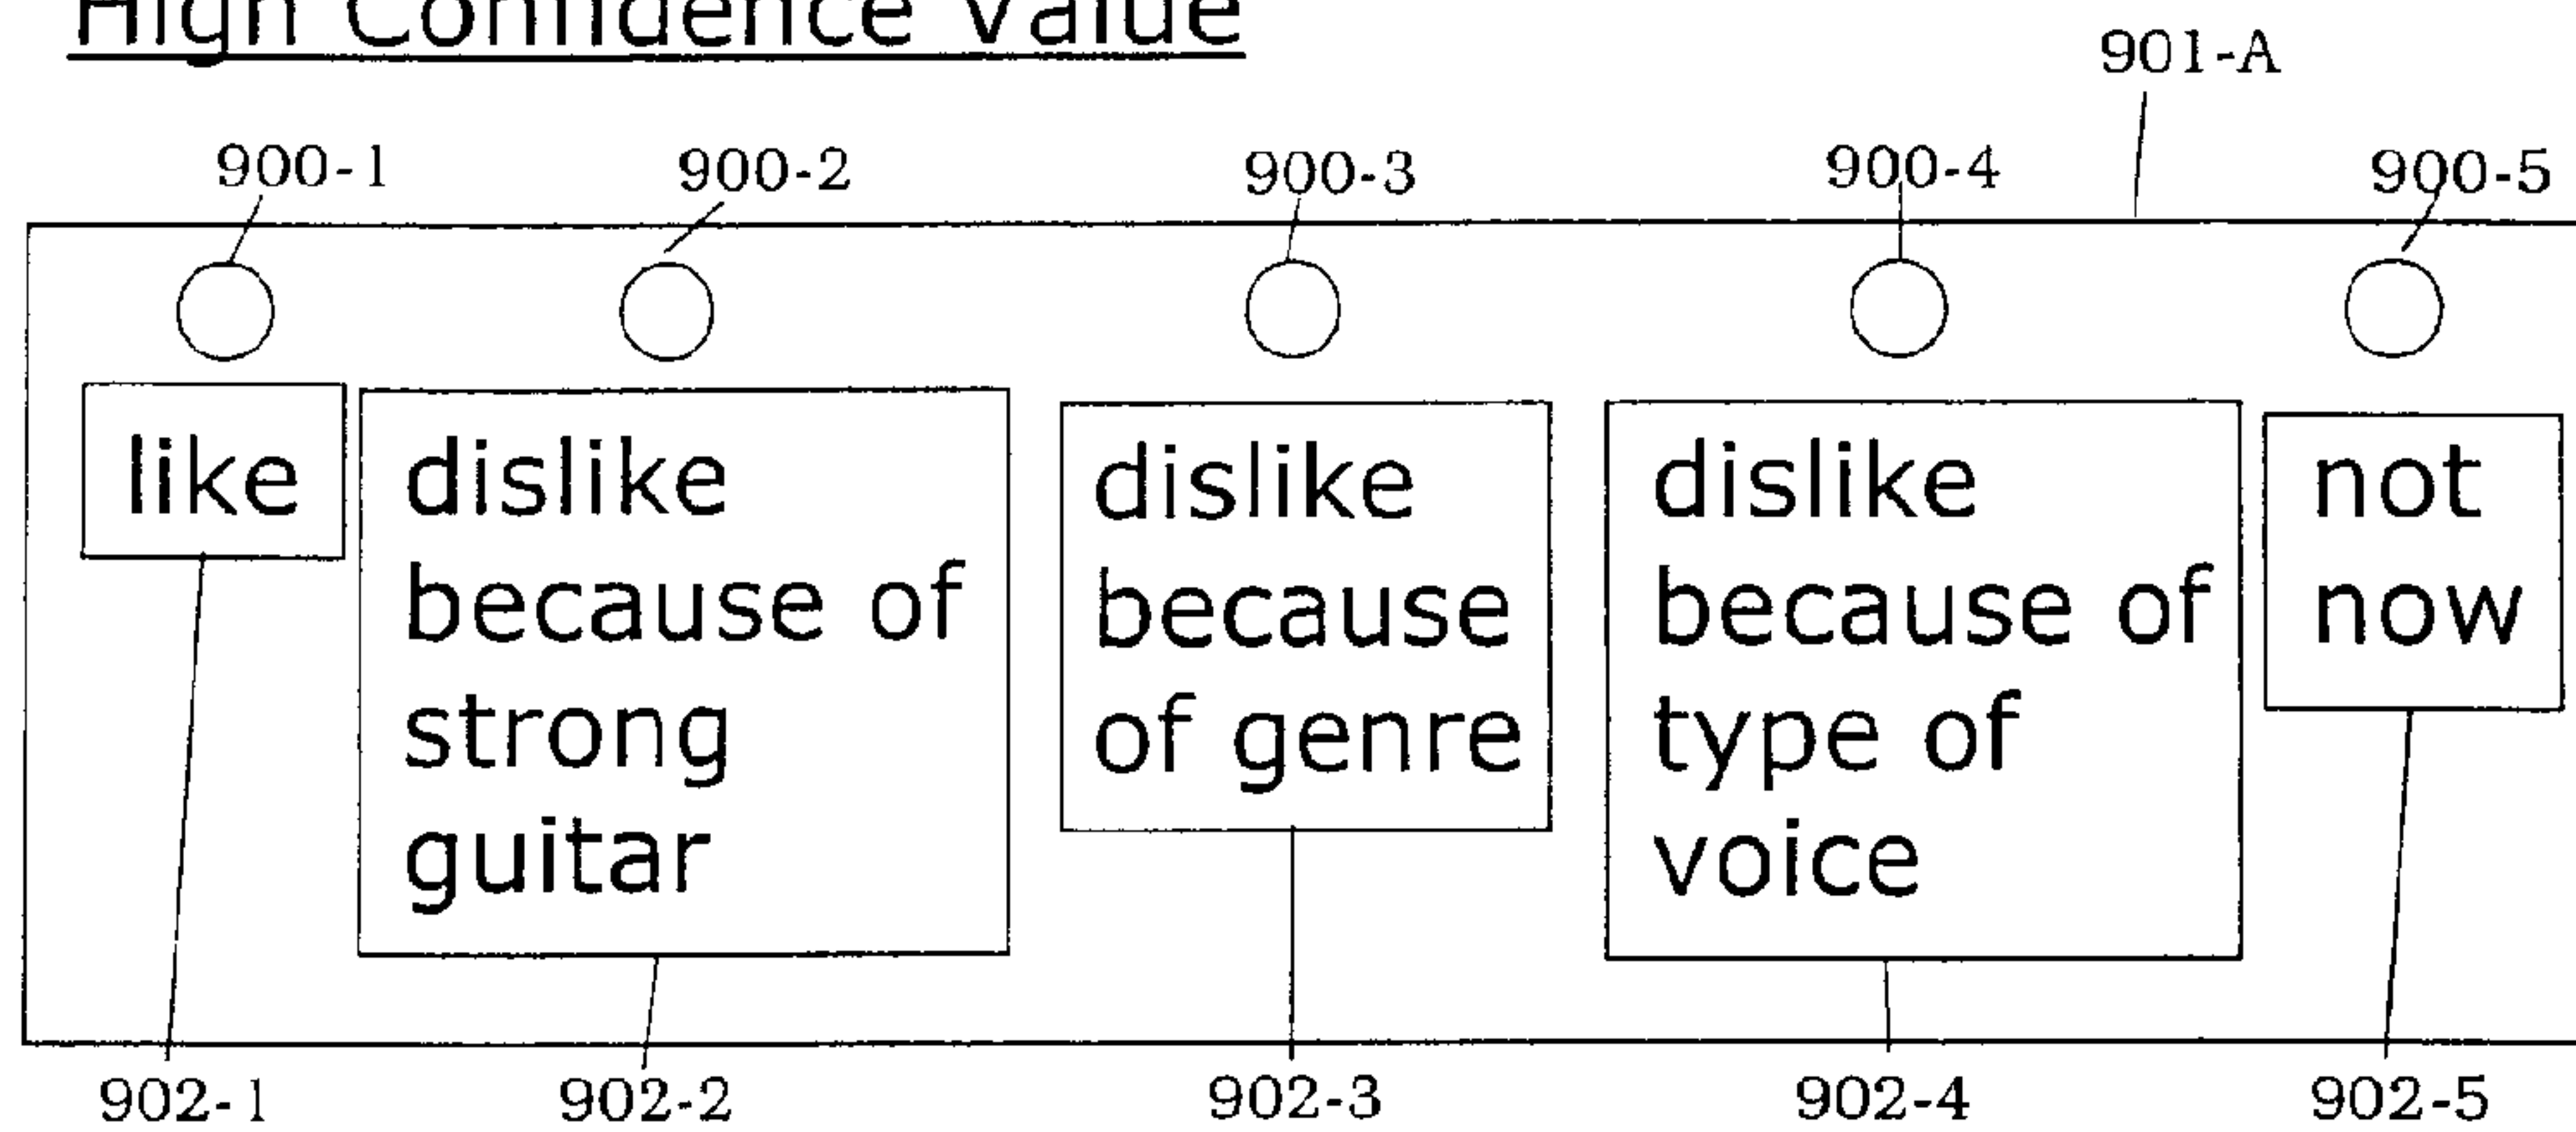 High Confidence Value
901-A
900-1 900-2 900-3 900-4 900-5
like
dislike
because of
strong
guitar
dislike
because
of genre
dislike
because of
type of
voice
not
now
902-1 902-2 902-3 902-4 902-5